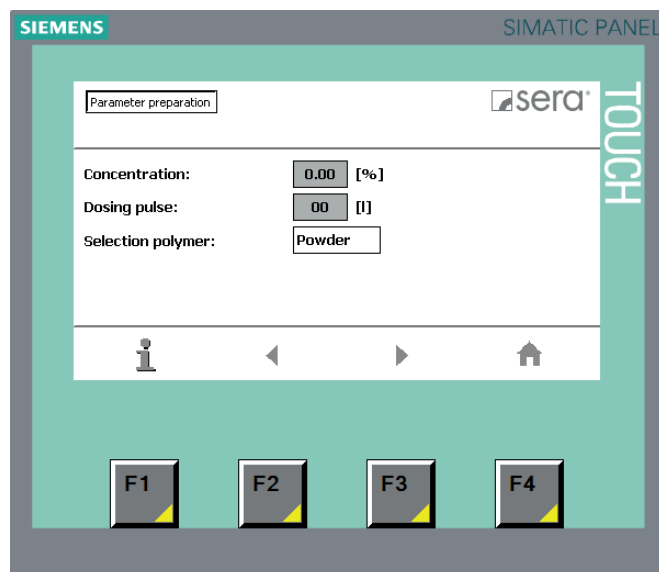 SIEMENS
SIMATIC PANEL
TOUCH
Parameter preparation
sera
Concentration: 0.00 [%]
Dosing pulse: 00 [l]
Selection polymer: Powder
F1 F2 F3 F4